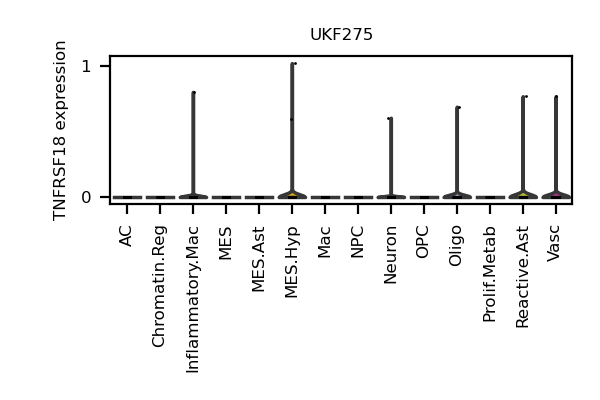 UKF275
TNFRSF18 expression
1
0
AC
Chromatin.Reg
Inflammatory.Mac
MES
MES.Ast
MES.Hyp
Mac
NPC
Neuron
OPC
Oligo
Prolif.Metab
Reactive.Ast
Vasc